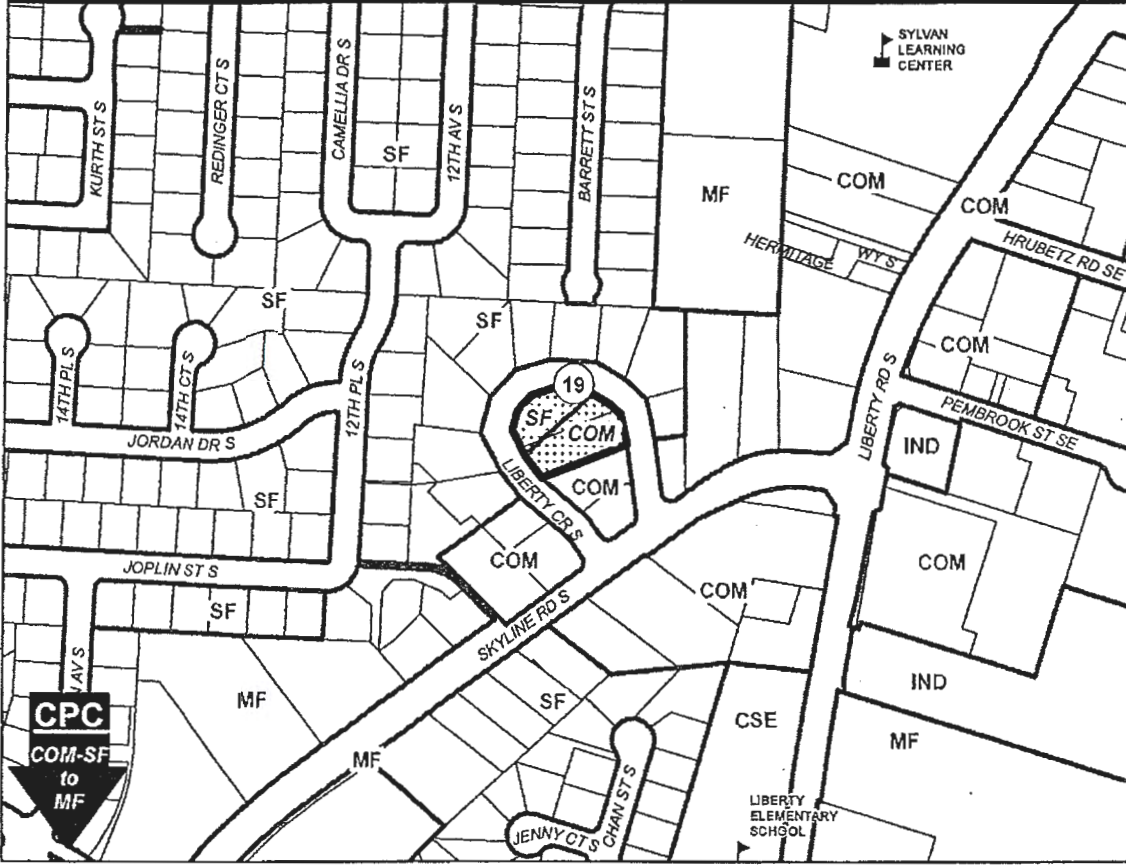 SYLVAN
LEARNING
CENTER
KURTH ST S
REDINGER CT S
CAMELLIA DR S
SF
12TH AV S
BARRETT ST S
MF
COM
COM
HERMITAGE
WY S
HRUBETZ RD SE
SF
SF
COM
14TH PL S
14TH CT S
12TH PL S
19
LIBERTY RD S
SF
COM
PEMBROOK ST SE
JORDAN DR S
IND
SF
LIBERTY CR S
COM
COM
COM
JOPLIN ST S
COM
SF
SKYLINE RD S
AV S
MF
SF
CSE
IND
MF
CPC
COM-SF
to
MF
MF
CHAN ST S
JENNY CT S
LIBERTY
ELEMENTARY
SCHOOL